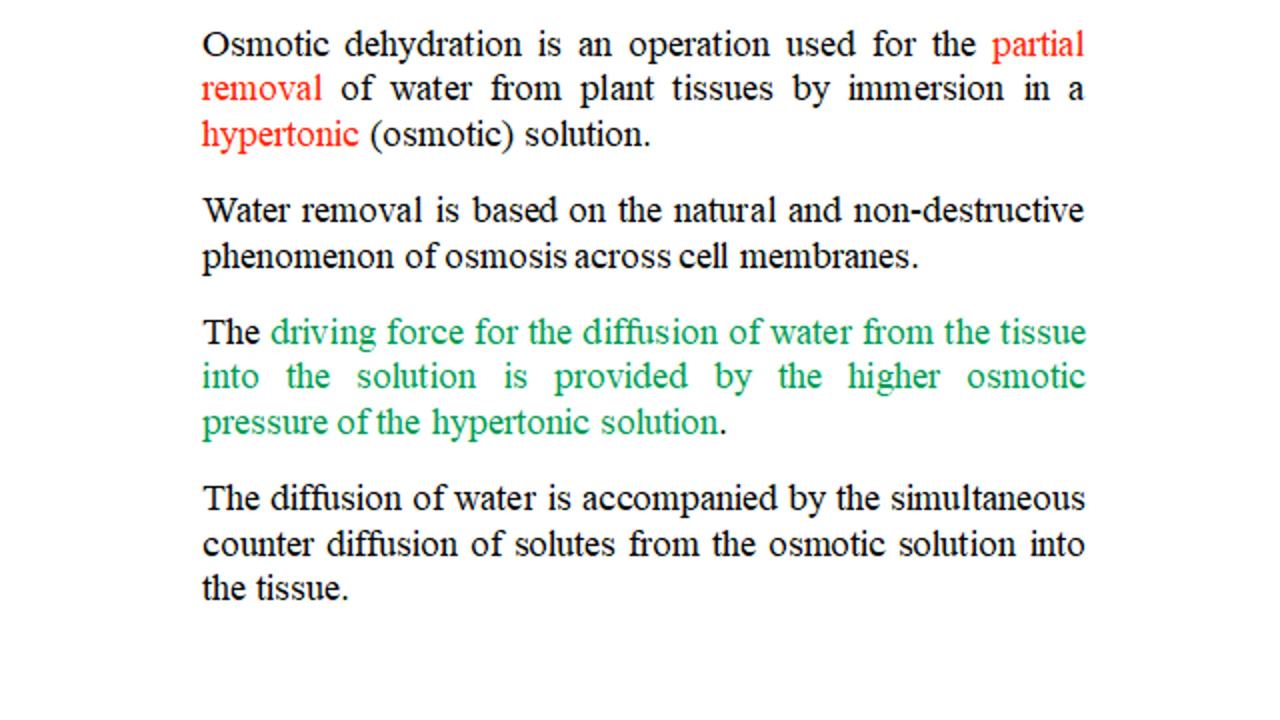 Osmotic dehydration is an operation used for the partial
removal of water from plant tissues by immersion in a
hypertonic (osmotic) solution.
Water removal is based on the natural and non-destructive
phenomenon of osmosis across cell membranes.
The driving force for the diffusion of water from the tissue
into the solution is provided by the higher osmotic
pressure of the hypertonic solution.
The diffusion of water is accompanied by the simultaneous
counter diffusion of solutes from the osmotic solution into
the tissue.